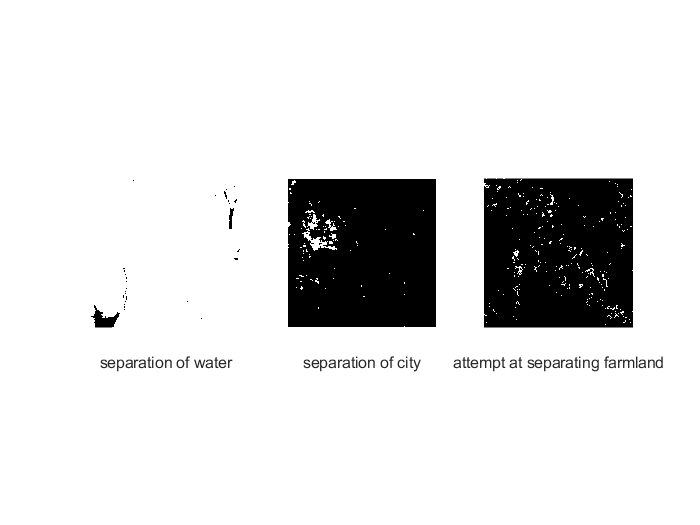 separation of water
separation of city
attempt at separating farmland